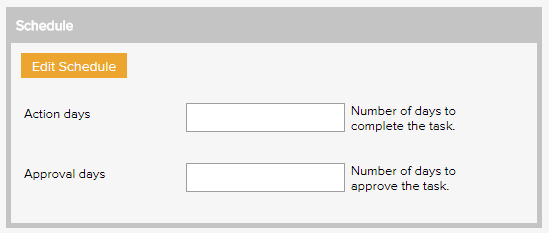 Schedule
Edit Schedule
Action days
Number of days to
complete the task.
Approval days
Number of days to
approve the task.